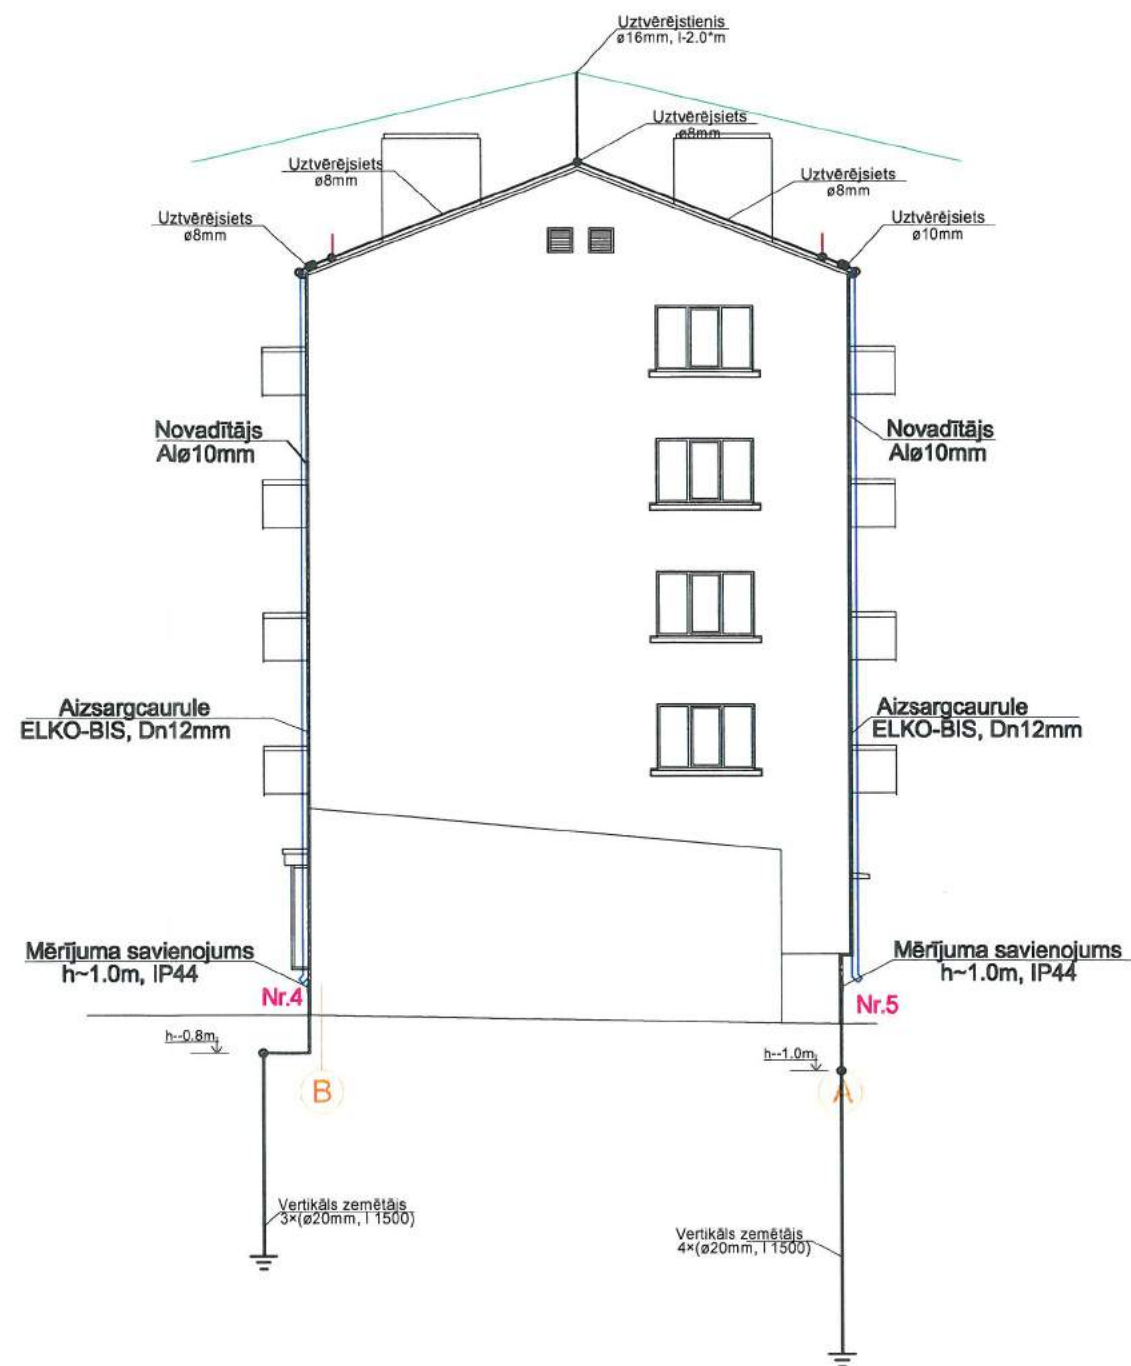 Uztvērējstienis
ø16mm, l-2.0*m
Uztvērējsiets
ø8mm
Uztvērējsiets
ø8mm
Uztvērējsiets
ø8mm
Uztvērējsiets
ø8mm
Uztvērējsiets
ø10mm
Novadītājs
Alø10mm
Novadītājs
Alø10mm
Aizsargcaurule
ELKO-BIS, Dn12mm
Aizsargcaurule
ELKO-BIS, Dn12mm
Mērījuma savienojums
h~1.0m, IP44
Mērījuma savienojums
h~1.0m, IP44
Nr.4
Nr.5
h--0.8m
h--1.0m
B
A
Vertikāls zemētājs
3×(ø20mm, l 1500)
Vertikāls zemētājs
4×(ø20mm, l 1500)